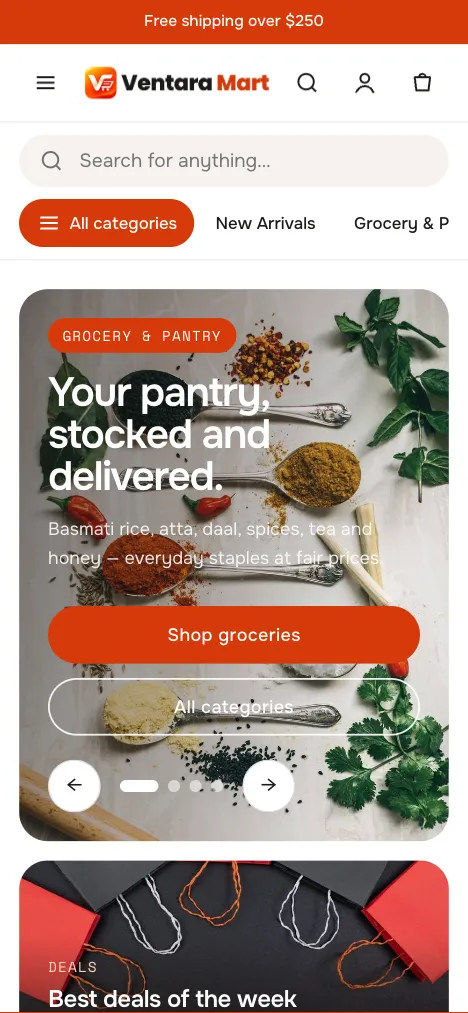 Free shipping over $250
Ventara Mart
Search for anything...
All categories
New Arrivals
Grocery & P
GROCERY & PANTRY
Your pantry,
stocked and
delivered.
Basmati rice, atta, daal, spices, tea and
honey — everyday staples at fair prices.
Shop groceries
All categories
DEALS
Best deals of the week